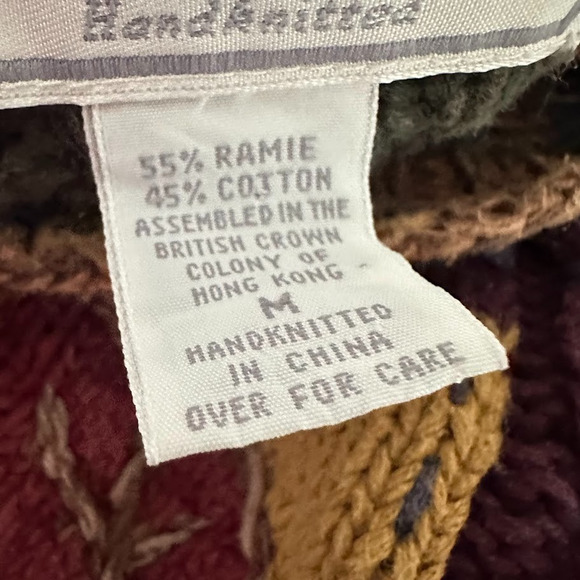 Handknitted
55% RAMIE
45% COTTON
ASSEMBLED IN THE
BRITISH CROWN
COLONY OF
HONG KONG
M
HANDKNITTED
IN CHINA
OVER FOR CARE